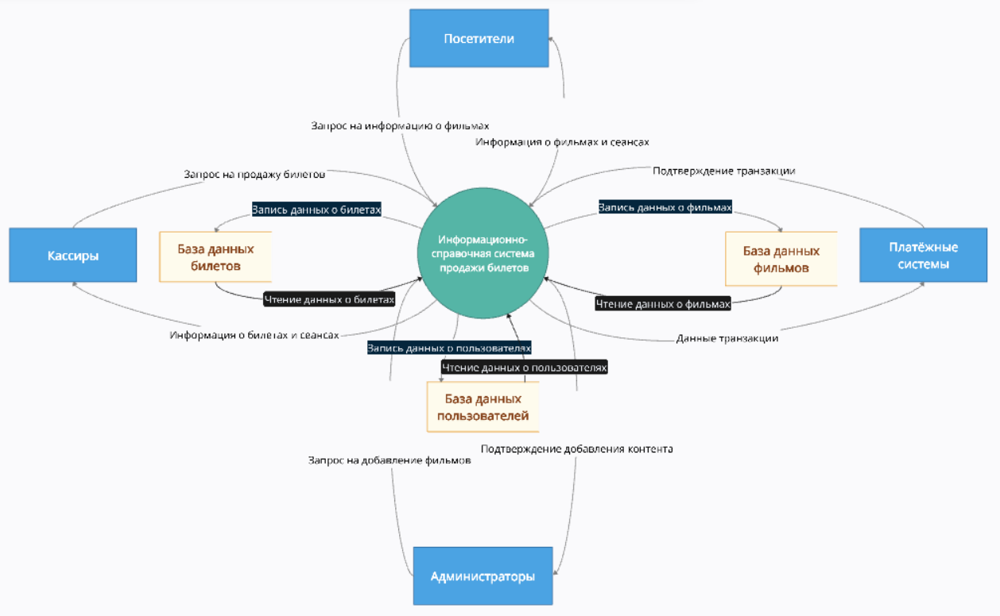 Посетители
Запрос на информацию о фильмах
Информация о фильмах и сеансах
Запрос на продажу билетов
Подтверждение транзакции
Запись данных о билетах
Запись данных о фильмах
Кассиры
База данных
билетов
Информационно-
справочная система
продажи билетов
База данных
фильмов
Платёжные
системы
Чтение данных о билетах
Чтение данных о фильмах
Информация о билетах и сеансах
Данные транзакции
Запись данных о пользователях
Чтение данных о пользователях
База данных
пользователей
Подтверждение добавления контента
Запрос на добавление фильмов
Администраторы